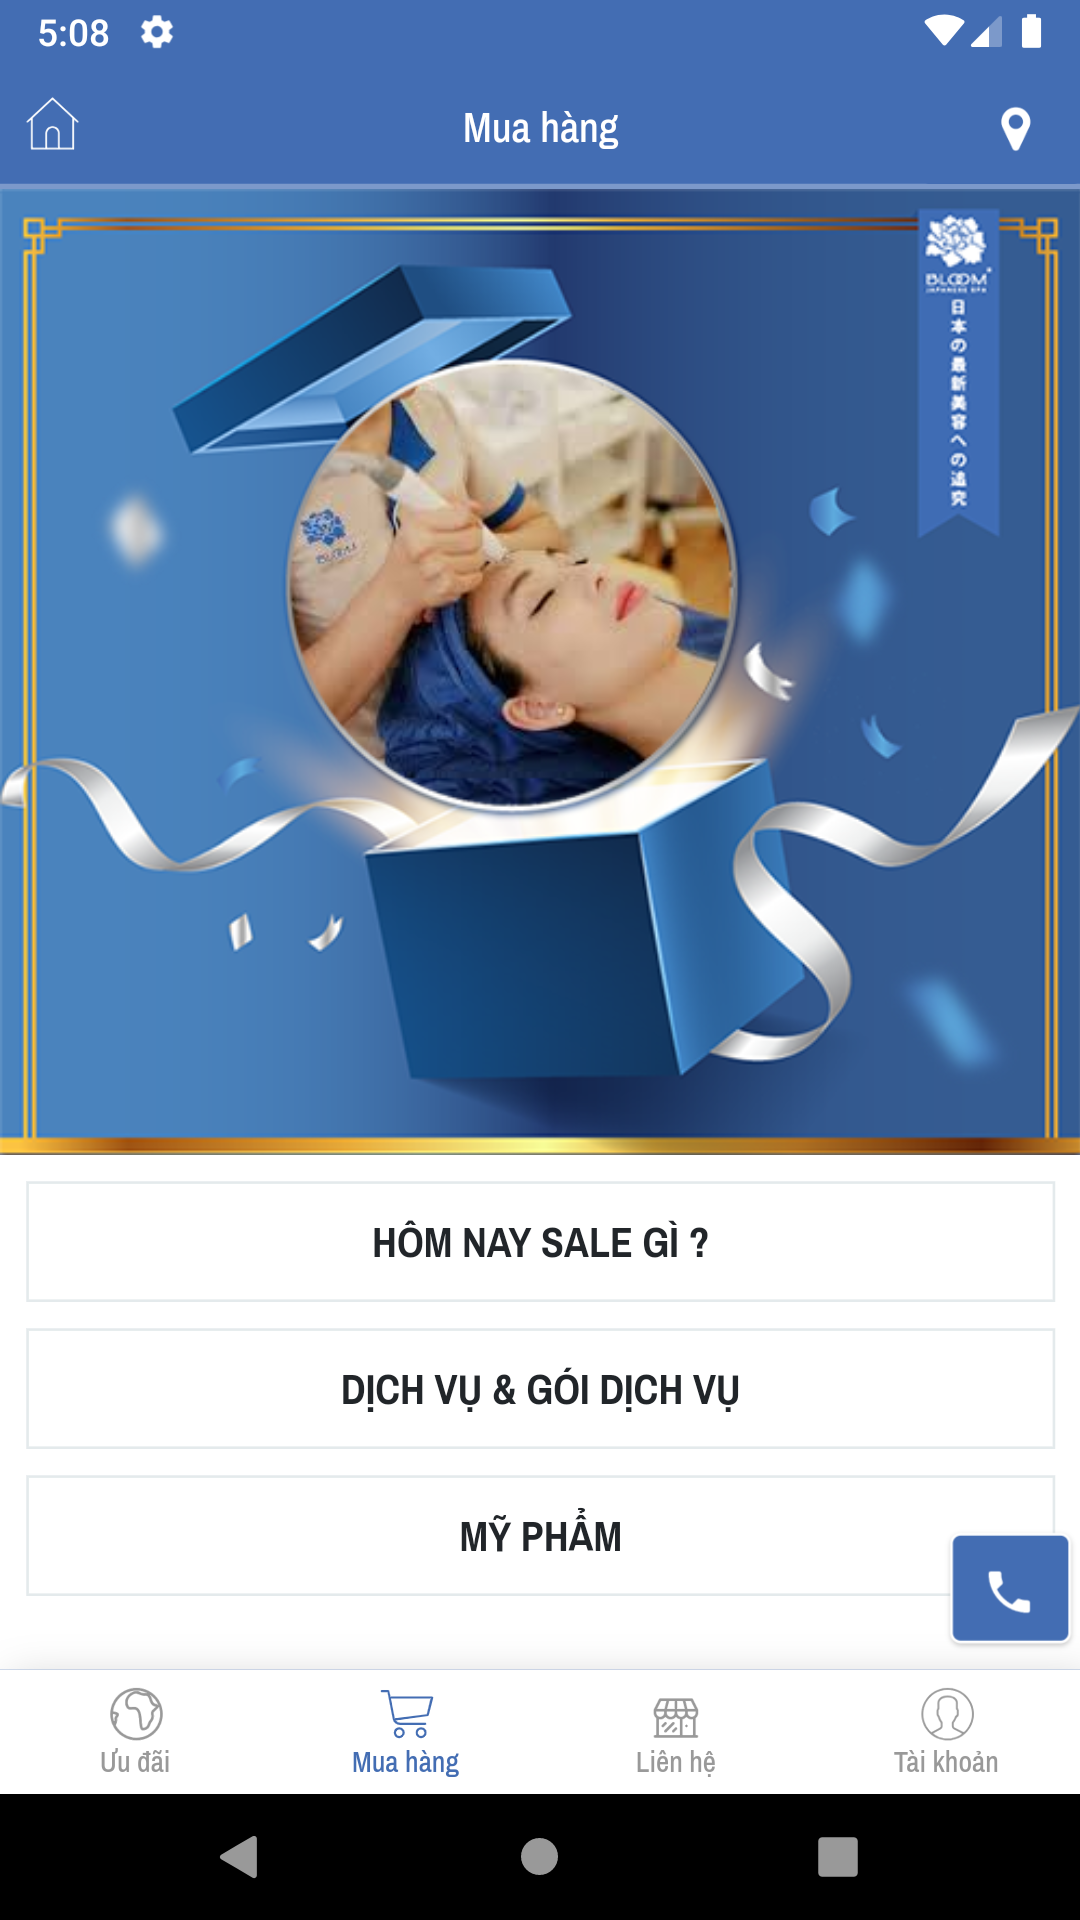 5:08
Mua hàng
BLOOM
JAPANESE SPA
日本の最新美容への追究
BLOOM
HÔM NAY SALE GÌ ?
DỊCH VỤ & GÓI DỊCH VỤ
MỸ PHẨM
Ưu đãi
Mua hàng
Liên hệ
Tài khoản